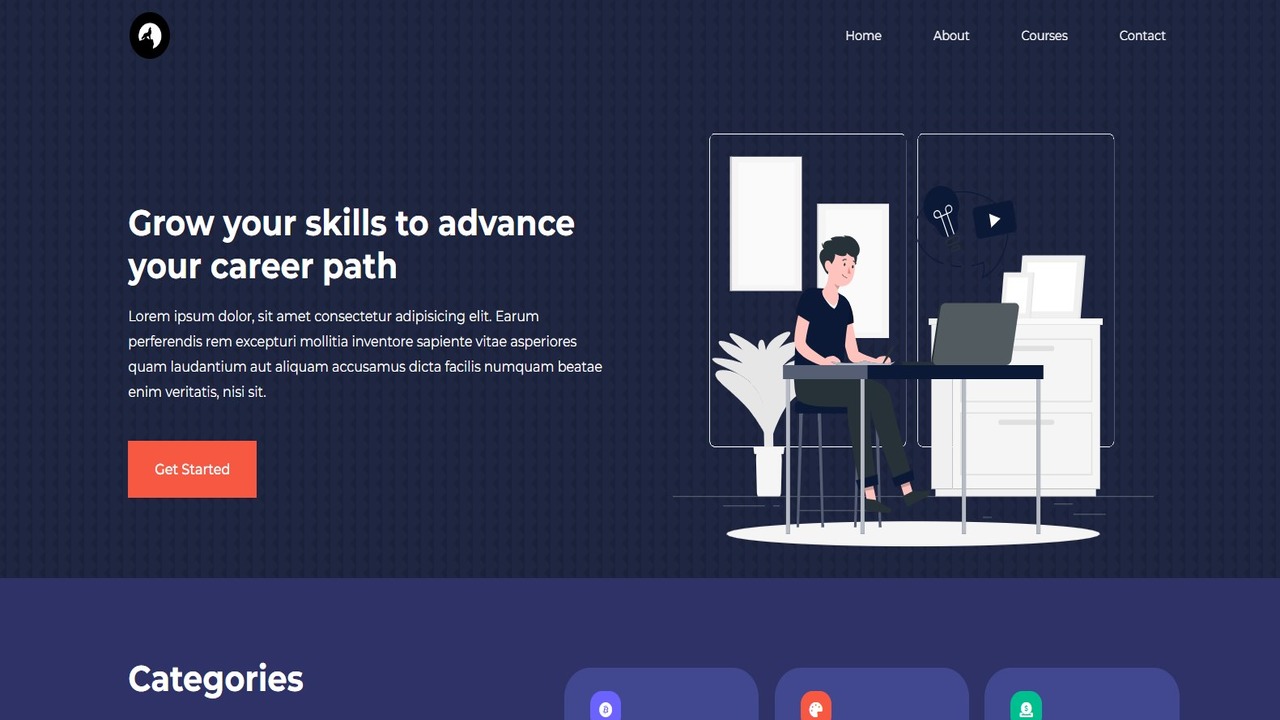 Home About Courses Contact
Grow your skills to advance
your career path
Lorem ipsum dolor, sit amet consectetur adipisicing elit. Earum
perferendis rem excepturi mollitia inventore sapiente vitae asperiores
quam laudantium aut aliquam accusamus dicta facilis numquam beatae
enim veritatis, nisi sit.
Get Started
Categories